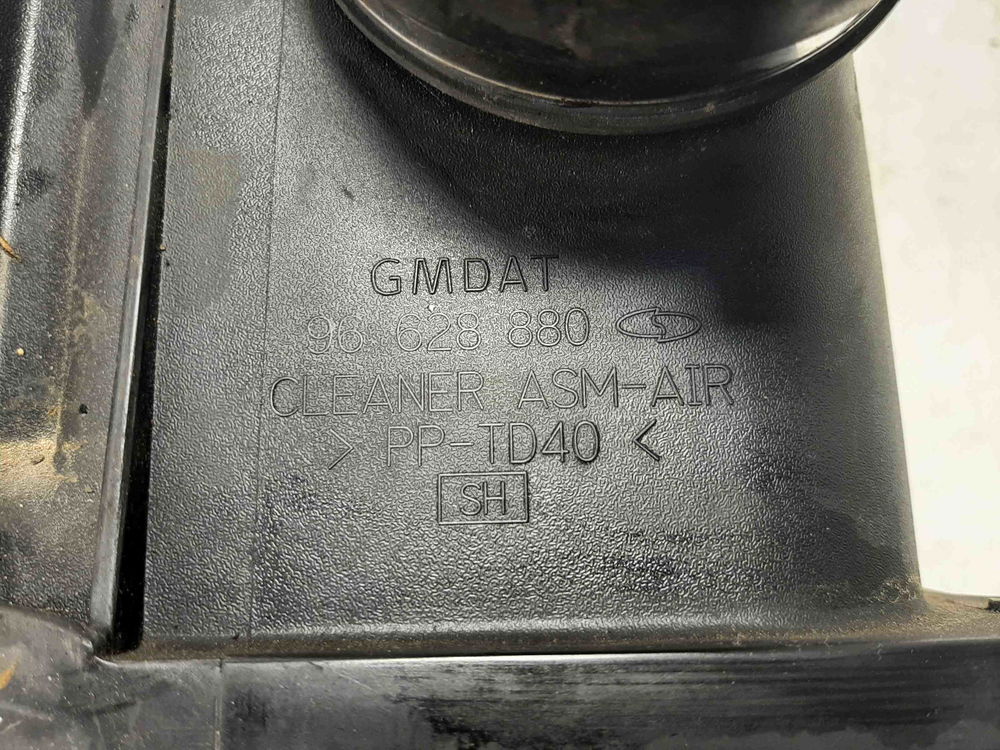 GMDAT
96 628 880
CLEANER ASM-AIR
> PP-TD40 <
SH